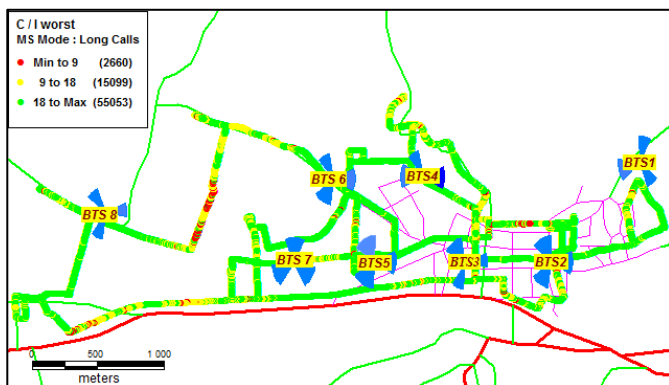 C / I worst
MS Mode : Long Calls
Min to 9 (2660)
9 to 18 (15099)
18 to Max (55053)
BTS1
BTS4
BTS 6
BTS 8
BTS 7
BTS5
BTS3
BTS2
0 500 1 000
meters